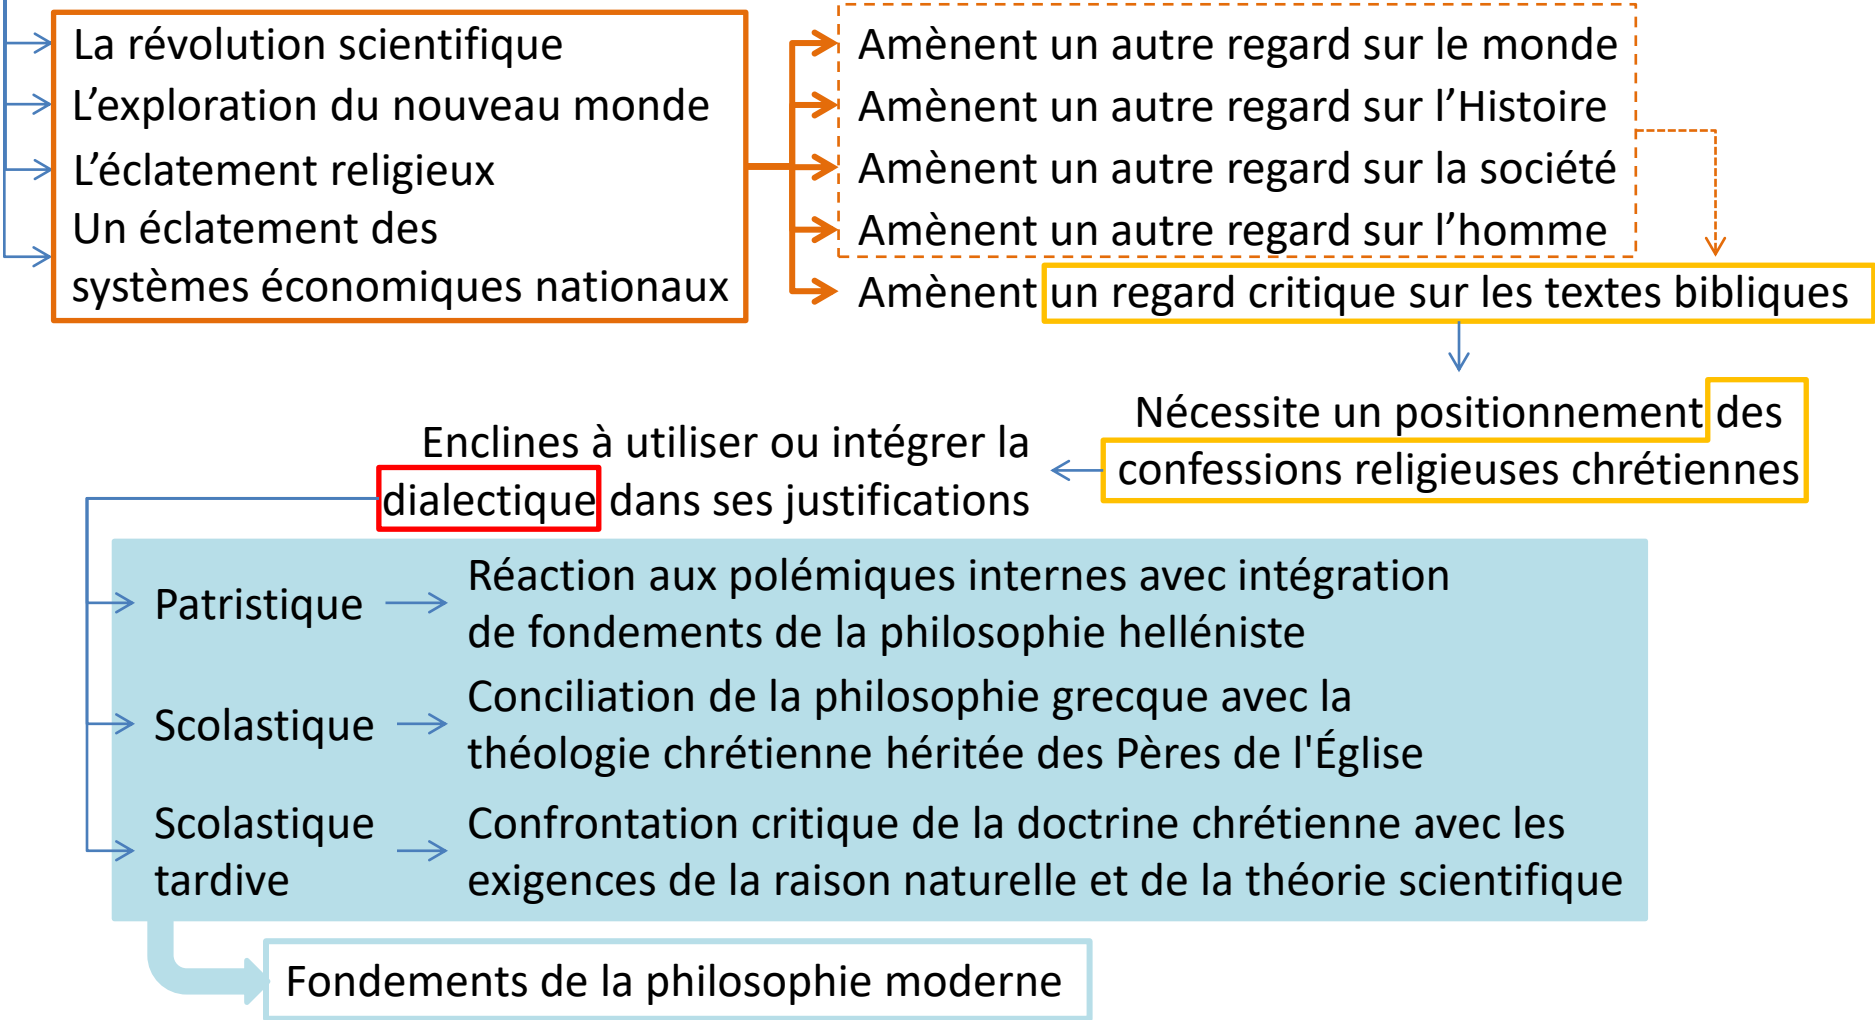 La révolution scientifique
L’exploration du nouveau monde
L’éclatement religieux
Un éclatement des
systèmes économiques nationaux
Amènent un autre regard sur le monde
Amènent un autre regard sur l’Histoire
Amènent un autre regard sur la société
Amènent un autre regard sur l’homme
Amènent un regard critique sur les textes bibliques
Nécessite un positionnement des
confessions religieuses chrétiennes
Enclines à utiliser ou intégrer la
dialectique dans ses justifications
Patristique
Réaction aux polémiques internes avec intégration
de fondements de la philosophie helléniste
Scolastique
Conciliation de la philosophie grecque avec la
théologie chrétienne héritée des Pères de l'Église
Scolastique
tardive
Confrontation critique de la doctrine chrétienne avec les
exigences de la raison naturelle et de la théorie scientifique
Fondements de la philosophie moderne